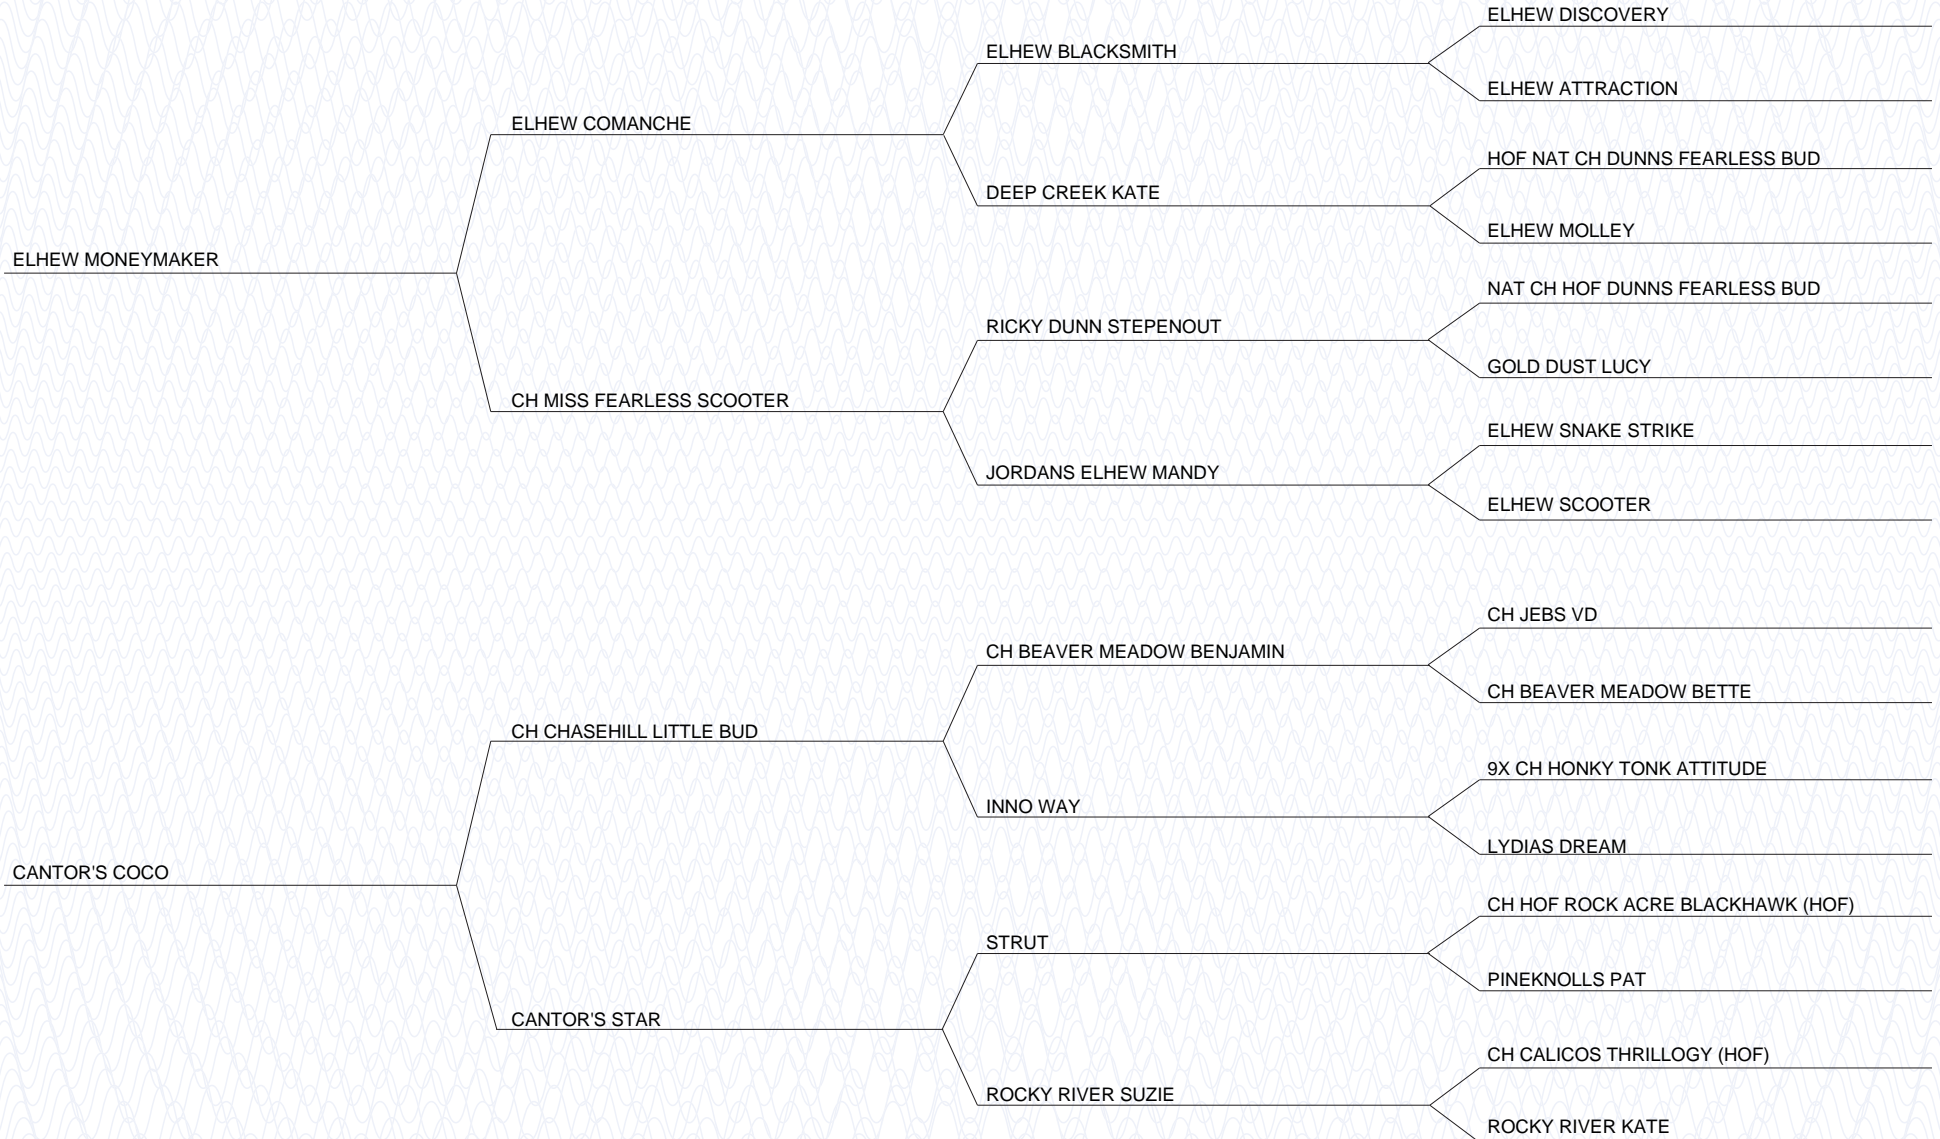 ELHEW DISCOVERY
ELHEW BLACKSMITH
ELHEW ATTRACTION
ELHEW COMANCHE
HOF NAT CH DUNNS FEARLESS BUD
DEEP CREEK KATE
ELHEW MOLLEY
ELHEW MONEYMAKER
NAT CH HOF DUNNS FEARLESS BUD
RICKY DUNN STEPENOUT
GOLD DUST LUCY
CH MISS FEARLESS SCOOTER
ELHEW SNAKE STRIKE
JORDANS ELHEW MANDY
ELHEW SCOOTER
CH JEBS VD
CH BEAVER MEADOW BENJAMIN
CH BEAVER MEADOW BETTE
CH CHASEHILL LITTLE BUD
9X CH HONKY TONK ATTITUDE
INNO WAY
LYDIAS DREAM
CANTOR'S COCO
CH HOF ROCK ACRE BLACKHAWK (HOF)
STRUT
PINEKNOLLS PAT
CANTOR'S STAR
CH CALICOS THRILLOGY (HOF)
ROCKY RIVER SUZIE
ROCKY RIVER KATE